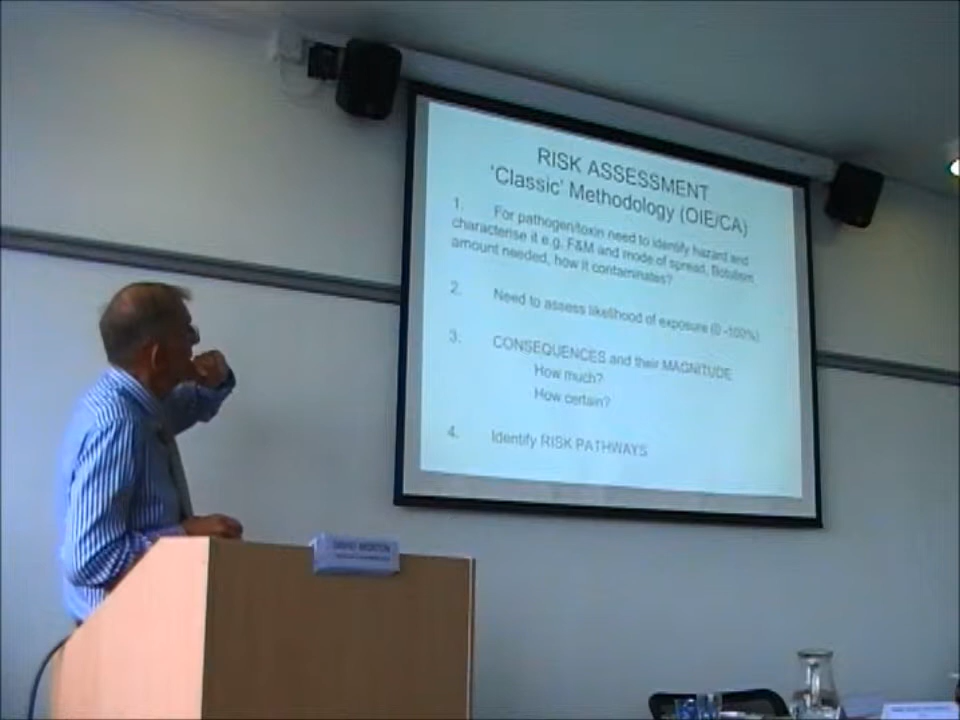 RISK ASSESSMENT
'Classic' Methodology (OIE/CA)
1. For pathogen/toxin need to identify hazard and
characterise it e.g. F&M and mode of spread, Botulism
amount needed, how it contaminates?
2. Need to assess likelihood of exposure (0 -100%)
3. CONSEQUENCES and their MAGNITUDE
How much?
How certain?
4. Identify RISK PATHWAYS
DAVID MORTON